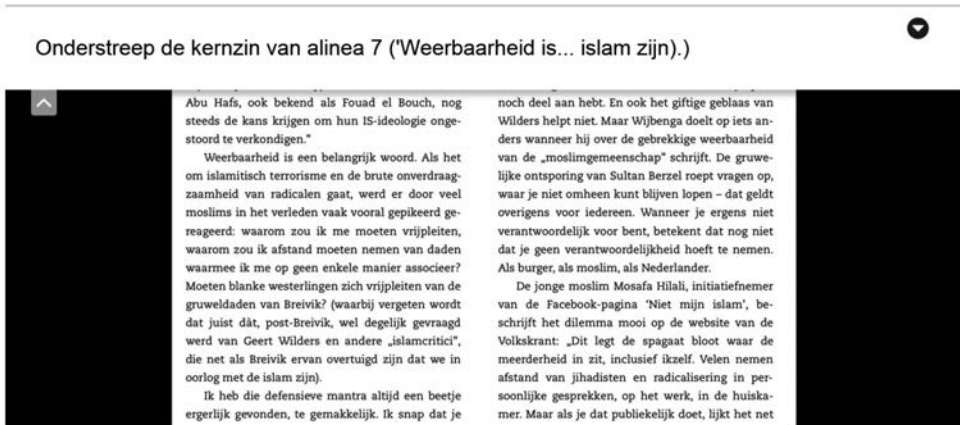 Onderstreep de kernzin van alinea 7 ('Weerbaarheid is... islam zijn).)
Abu Hafs, ook bekend als Fouad el Bouch, nog
steeds de kans krijgen om hun IS-ideologie onge-
stoord te verkondigen."
Weerbaarheid is een belangrijk woord. Als het
om islamitisch terrorisme en de brute onverdraag-
zaamheid van radicalen gaat, werd er door veel
moslims in het verleden vaak vooral gepikeerd ge-
reageerd: waarom zou ik me moeten vrijpleiten,
waarom zou ik afstand moeten nemen van daden
waarmee ik me op geen enkele manier associeer?
Moeten blanke westerlingen zich vrijpleiten van de
gruweldaden van Breivik? (waarbij vergeten wordt
dat juist dàt, post-Breivik, wel degelijk gevraagd
werd van Geert Wilders en andere „islamcritici",
die net als Breivik ervan overtuigd zijn dat we in
oorlog met de islam zijn).
Ik heb die defensieve mantra altijd een beetje
ergerlijk gevonden, te gemakkelijk. Ik snap dat je
noch deel aan hebt. En ook het giftige geblaas van
Wilders helpt niet. Maar Wijbenga doelt op iets an-
ders wanneer hij over de gebrekkige weerbaarheid
van de „moslimgemeenschap" schrijft. De gruwe-
lijke ontsporing van Sultan Berzel roept vragen op,
waar je niet omheen kunt blijven lopen – dat geldt
overigens voor iedereen. Wanneer je ergens niet
verantwoordelijk voor bent, betekent dat nog niet
dat je geen verantwoordelijkheid hoeft te nemen.
Als burger, als moslim, als Nederlander.
De jonge moslim Mosafa Hilali, initiatiefnemer
van de Facebook-pagina 'Niet mijn islam', be-
schrijft het dilemma mooi op de website van de
Volkskrant: „Dit legt de spagaat bloot waar de
meerderheid in zit, inclusief ikzelf. Velen nemen
afstand van jihadisten en radicalisering in per-
soonlijke gesprekken, op het werk, in de huiska-
mer. Maar als je dat publiekelijk doet, lijkt het net